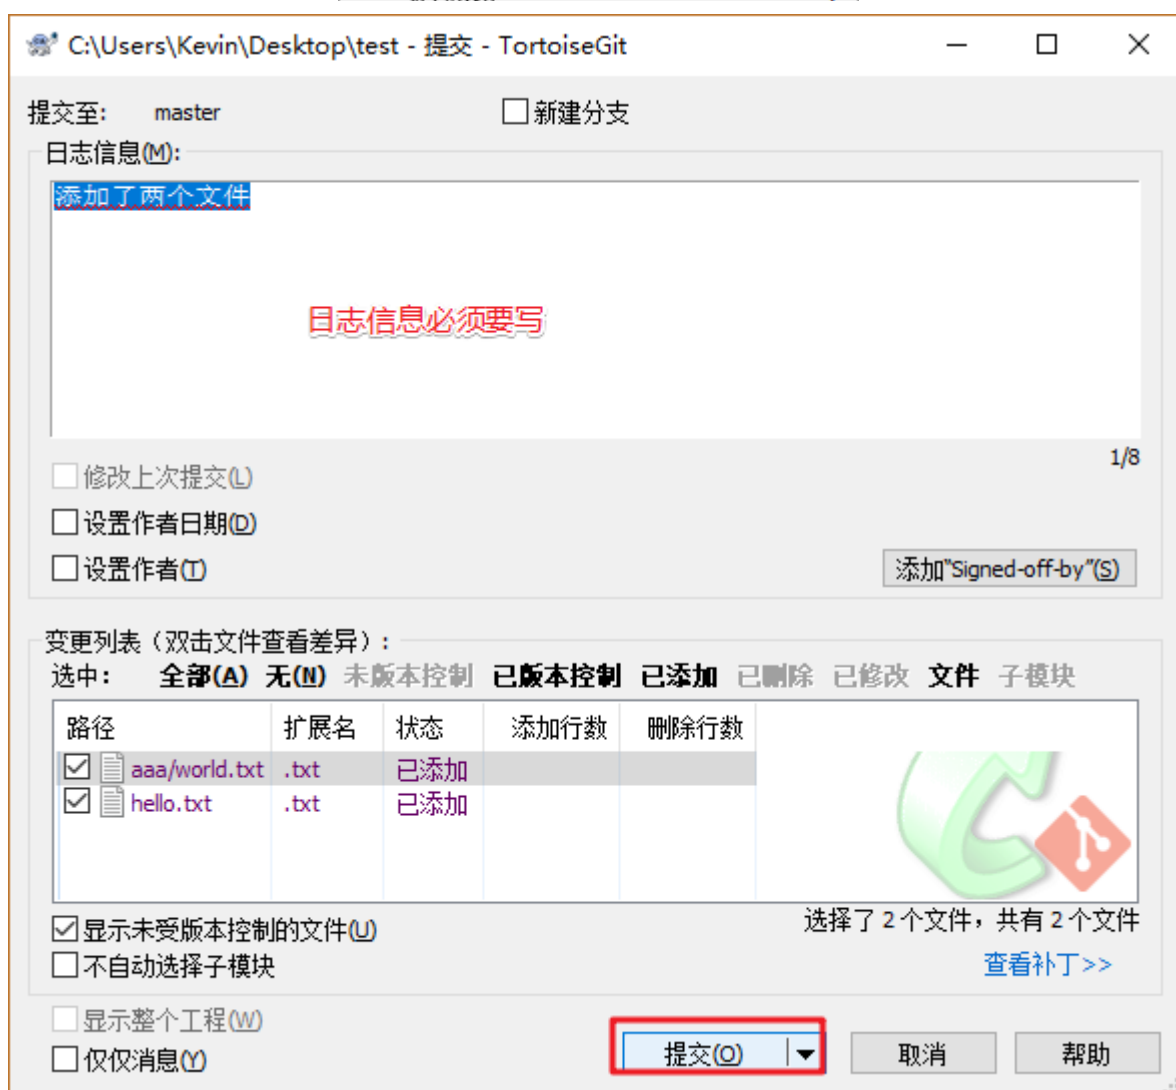 C:\Users\Kevin\Desktop\test - 提交 - TortoiseGit
提交至: master 新建分支
日志信息(M):
添加了两个文件
日志信息必须要写
1/8
修改上次提交(L)
设置作者日期(D)
设置作者(T) 添加"Signed-off-by"(S)
变更列表（双击文件查看差异）:
选中: 全部(A) 无(N) 未版本控制 已版本控制 已添加 已删除 已修改 文件 子模块
路径 扩展名 状态 添加行数 删除行数
aaa/world.txt .txt 已添加
hello.txt .txt 已添加
显示未受版本控制的文件(U) 选择了 2 个文件，共有 2 个文件
不自动选择子模块 查看补丁>>
显示整个工程(W)
仅仅消息(Y) 提交(O) 取消 帮助